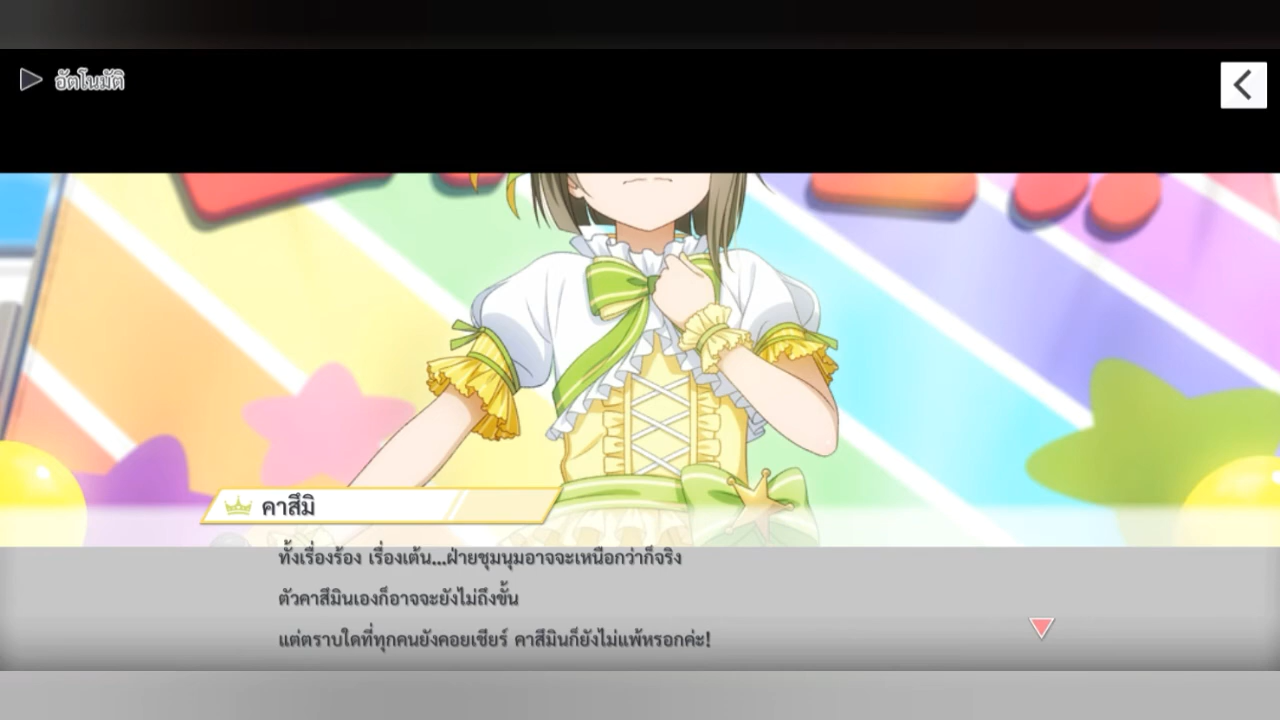 อัตโนมัติ
คาสึมิ
ทั้งเรื่องร้อง เรื่องเต้น...ฝ่ายชุมนุมอาจจะเหนือกว่าก็จริง
ตัวคาสึมินเองก็อาจจะยังไม่ถึงขั้น
แต่ตราบใดที่ทุกคนยังคอยเชียร์ คาสึมินก็ยังไม่แพ้หรอกค่ะ!